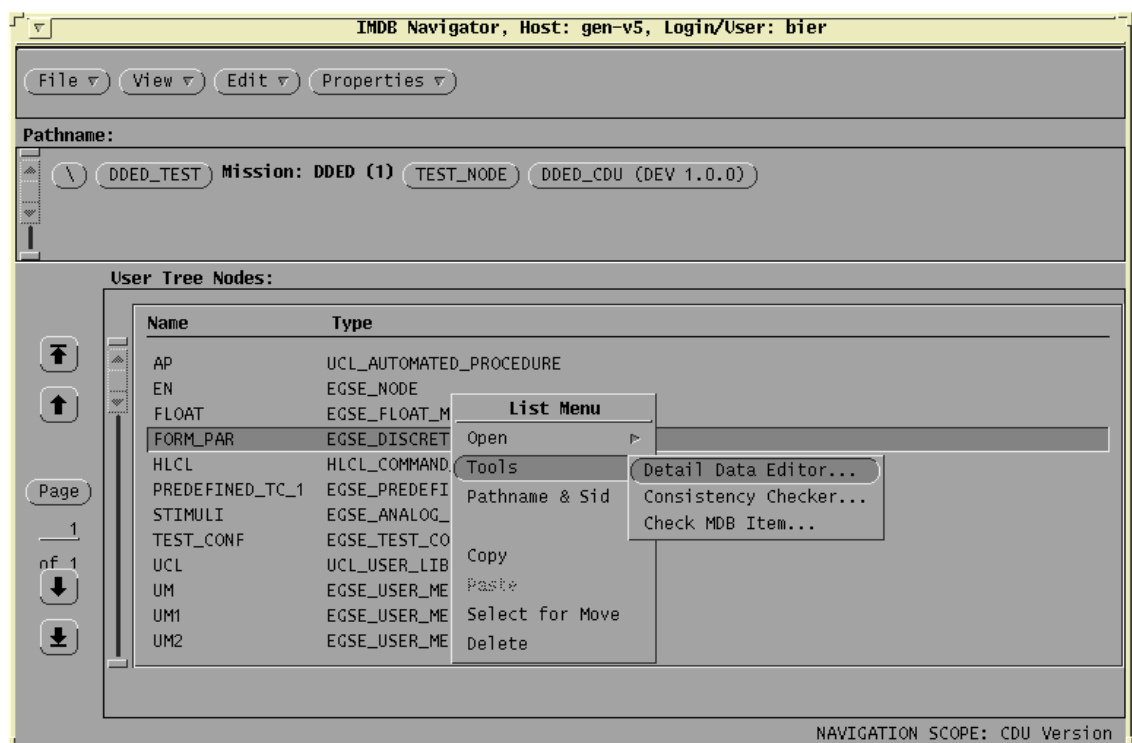 IMDB Navigator, Host: gen-v5, Login/User: bier
File View Edit Properties
Pathname:
\ DDED_TEST Mission: DDED (1) TEST_NODE DDED_CDU (DEV 1.0.0)
User Tree Nodes:
Name Type
AP UCL_AUTOMATED_PROCEDURE
EN EGSE_NODE
FLOAT EGSE_FLOAT_M
FORM_PAR EGSE_DISCRET
HLCL HLCL_COMMAND
PREDEFINED_TC_1 EGSE_PREDEFI
STIMULI EGSE_ANALOG_
TEST_CONF EGSE_TEST_CO
UCL UCL_USER_LIB
UM EGSE_USER_ME
UM1 EGSE_USER_ME
UM2 EGSE_USER_ME
Page
1
of 1
List Menu
Open
Tools
Pathname & Sid
Copy
Paste
Select for Move
Delete
Detail Data Editor...
Consistency Checker...
Check MDB Item...
NAVIGATION SCOPE: CDU Version